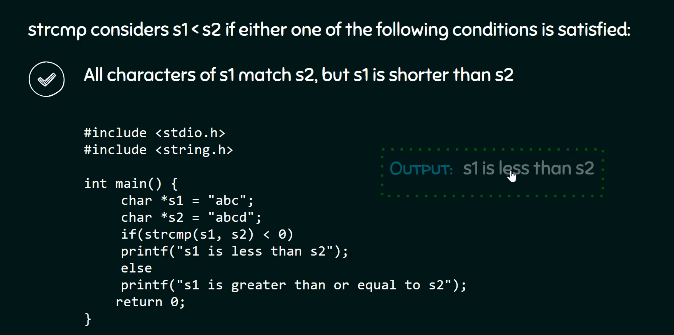 strcmp considers s1 < s2 if either one of the following conditions is satisfied:
All characters of s1 match s2, but s1 is shorter than s2
#include <stdio.h>
#include <string.h>
OUTPUT: s1 is less than s2
int main() {
char *s1 = "abc";
char *s2 = "abcd";
if(strcmp(s1, s2) < 0)
printf("s1 is less than s2");
else
printf("s1 is greater than or equal to s2");
return 0;
}